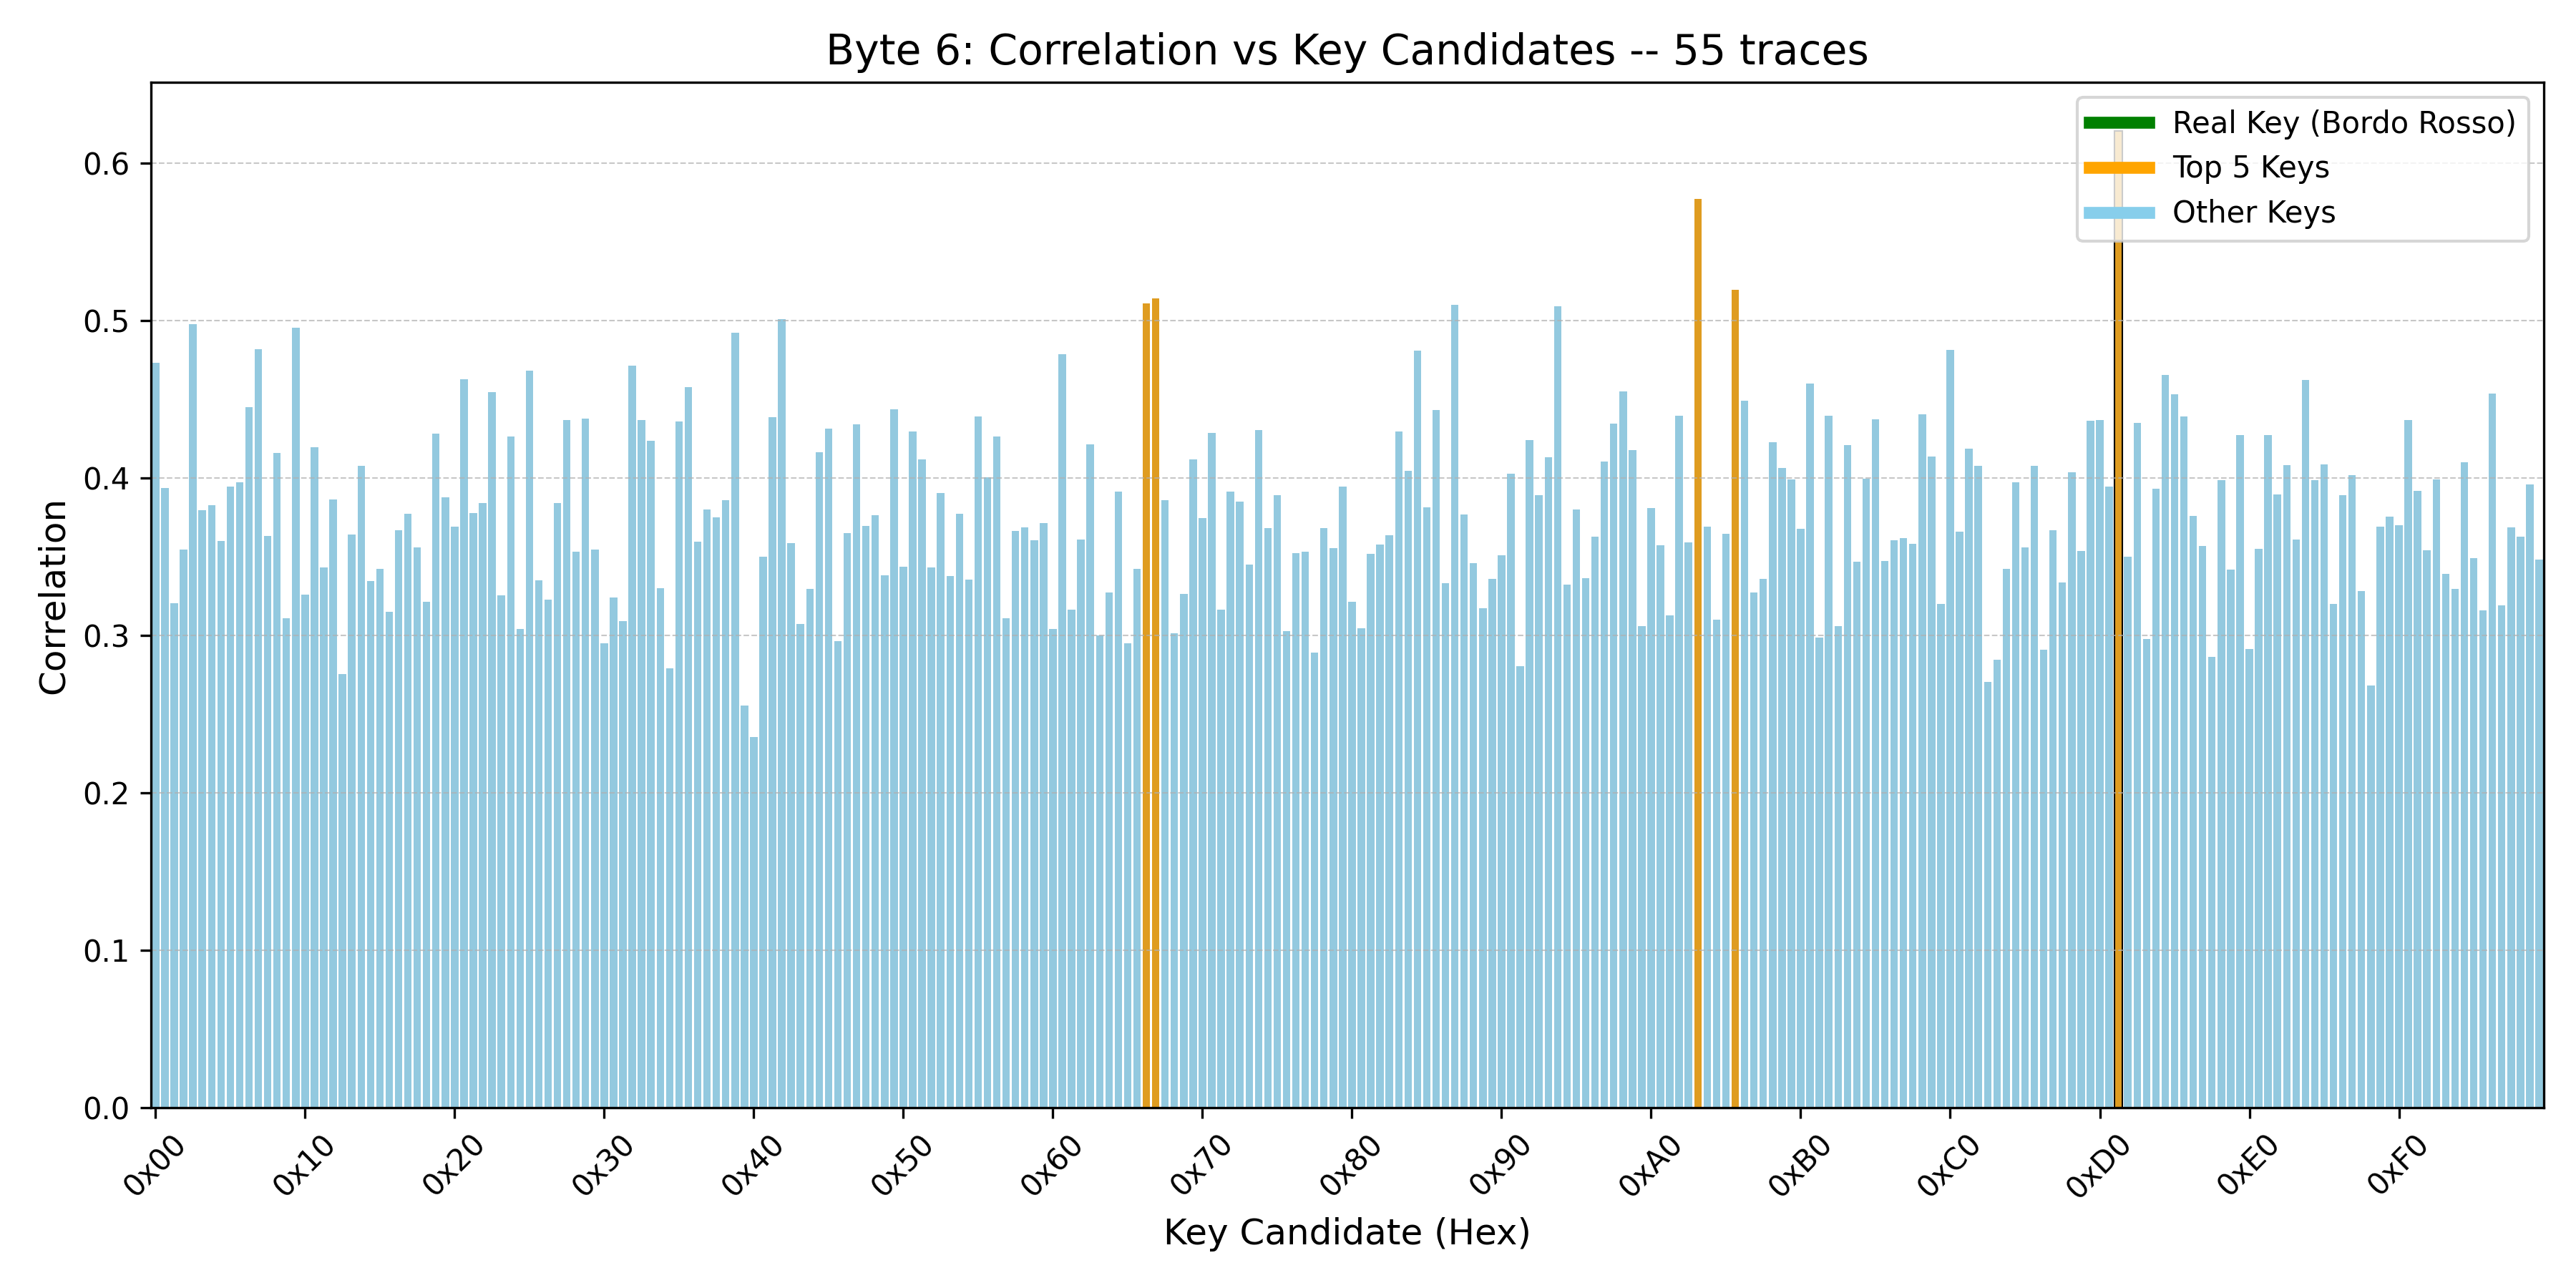 Byte 6: Correlation vs Key Candidates -- 55 traces
Real Key (Bordo Rosso)
Top 5 Keys
Other Keys
Correlation
0.6
0.5
0.4
0.3
0.2
0.1
0.0
0x00 0x10 0x20 0x30 0x40 0x50 0x60 0x70 0x80 0x90 0xA0 0xB0 0xC0 0xD0 0xE0 0xF0
Key Candidate (Hex)